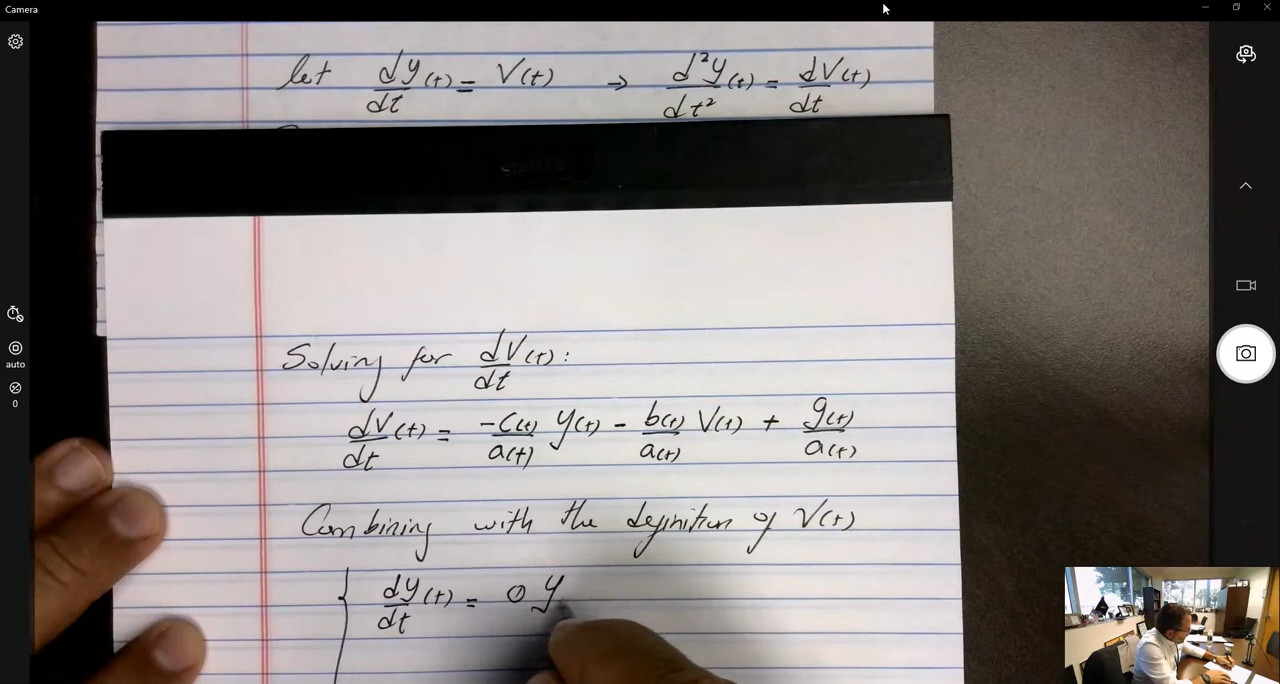 Camera
let dy/dt (t) = V(t) → d²y/dt² (t) = dV/dt (t)
Solving for dV/dt (t):
dV/dt (t) = -c(t)/a(t) y(t) - b(t)/a(t) V(t) + g(t)/a(t)
Combining with the definition of V(t)
{ dy/dt (t) = 0 y
auto
0